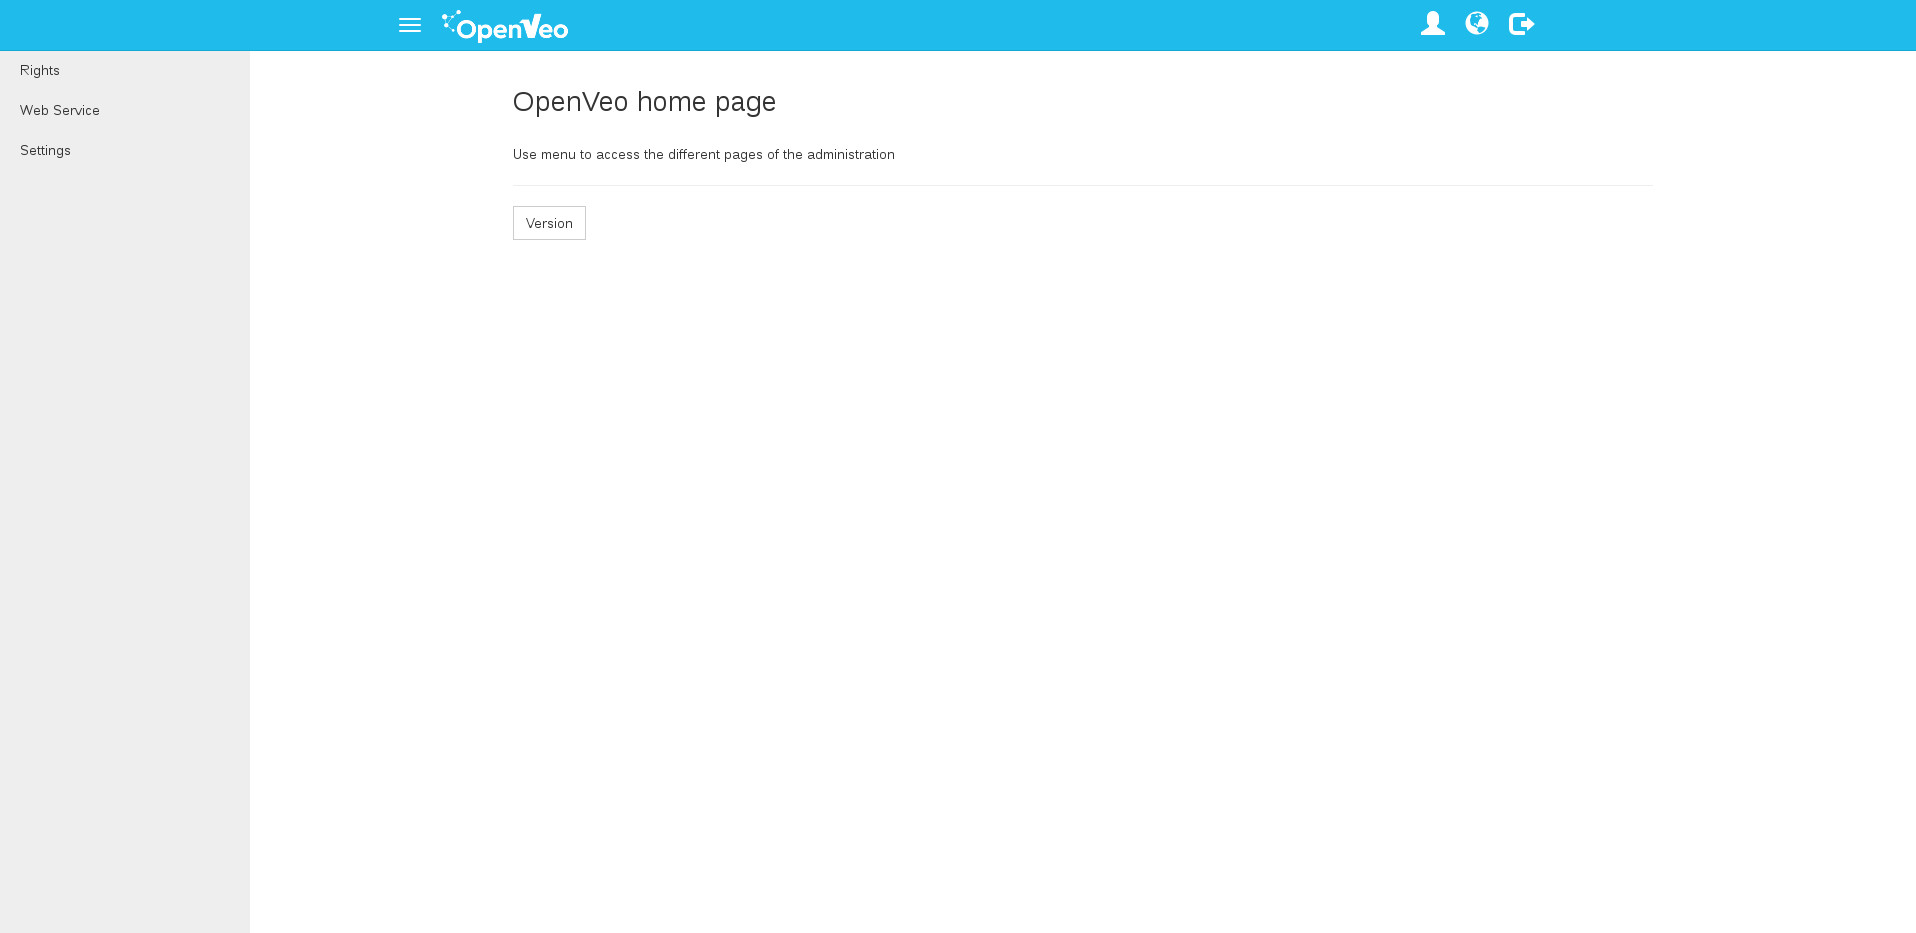 OpenVeo
Rights
Web Service
Settings
OpenVeo home page
Use menu to access the different pages of the administration
Version